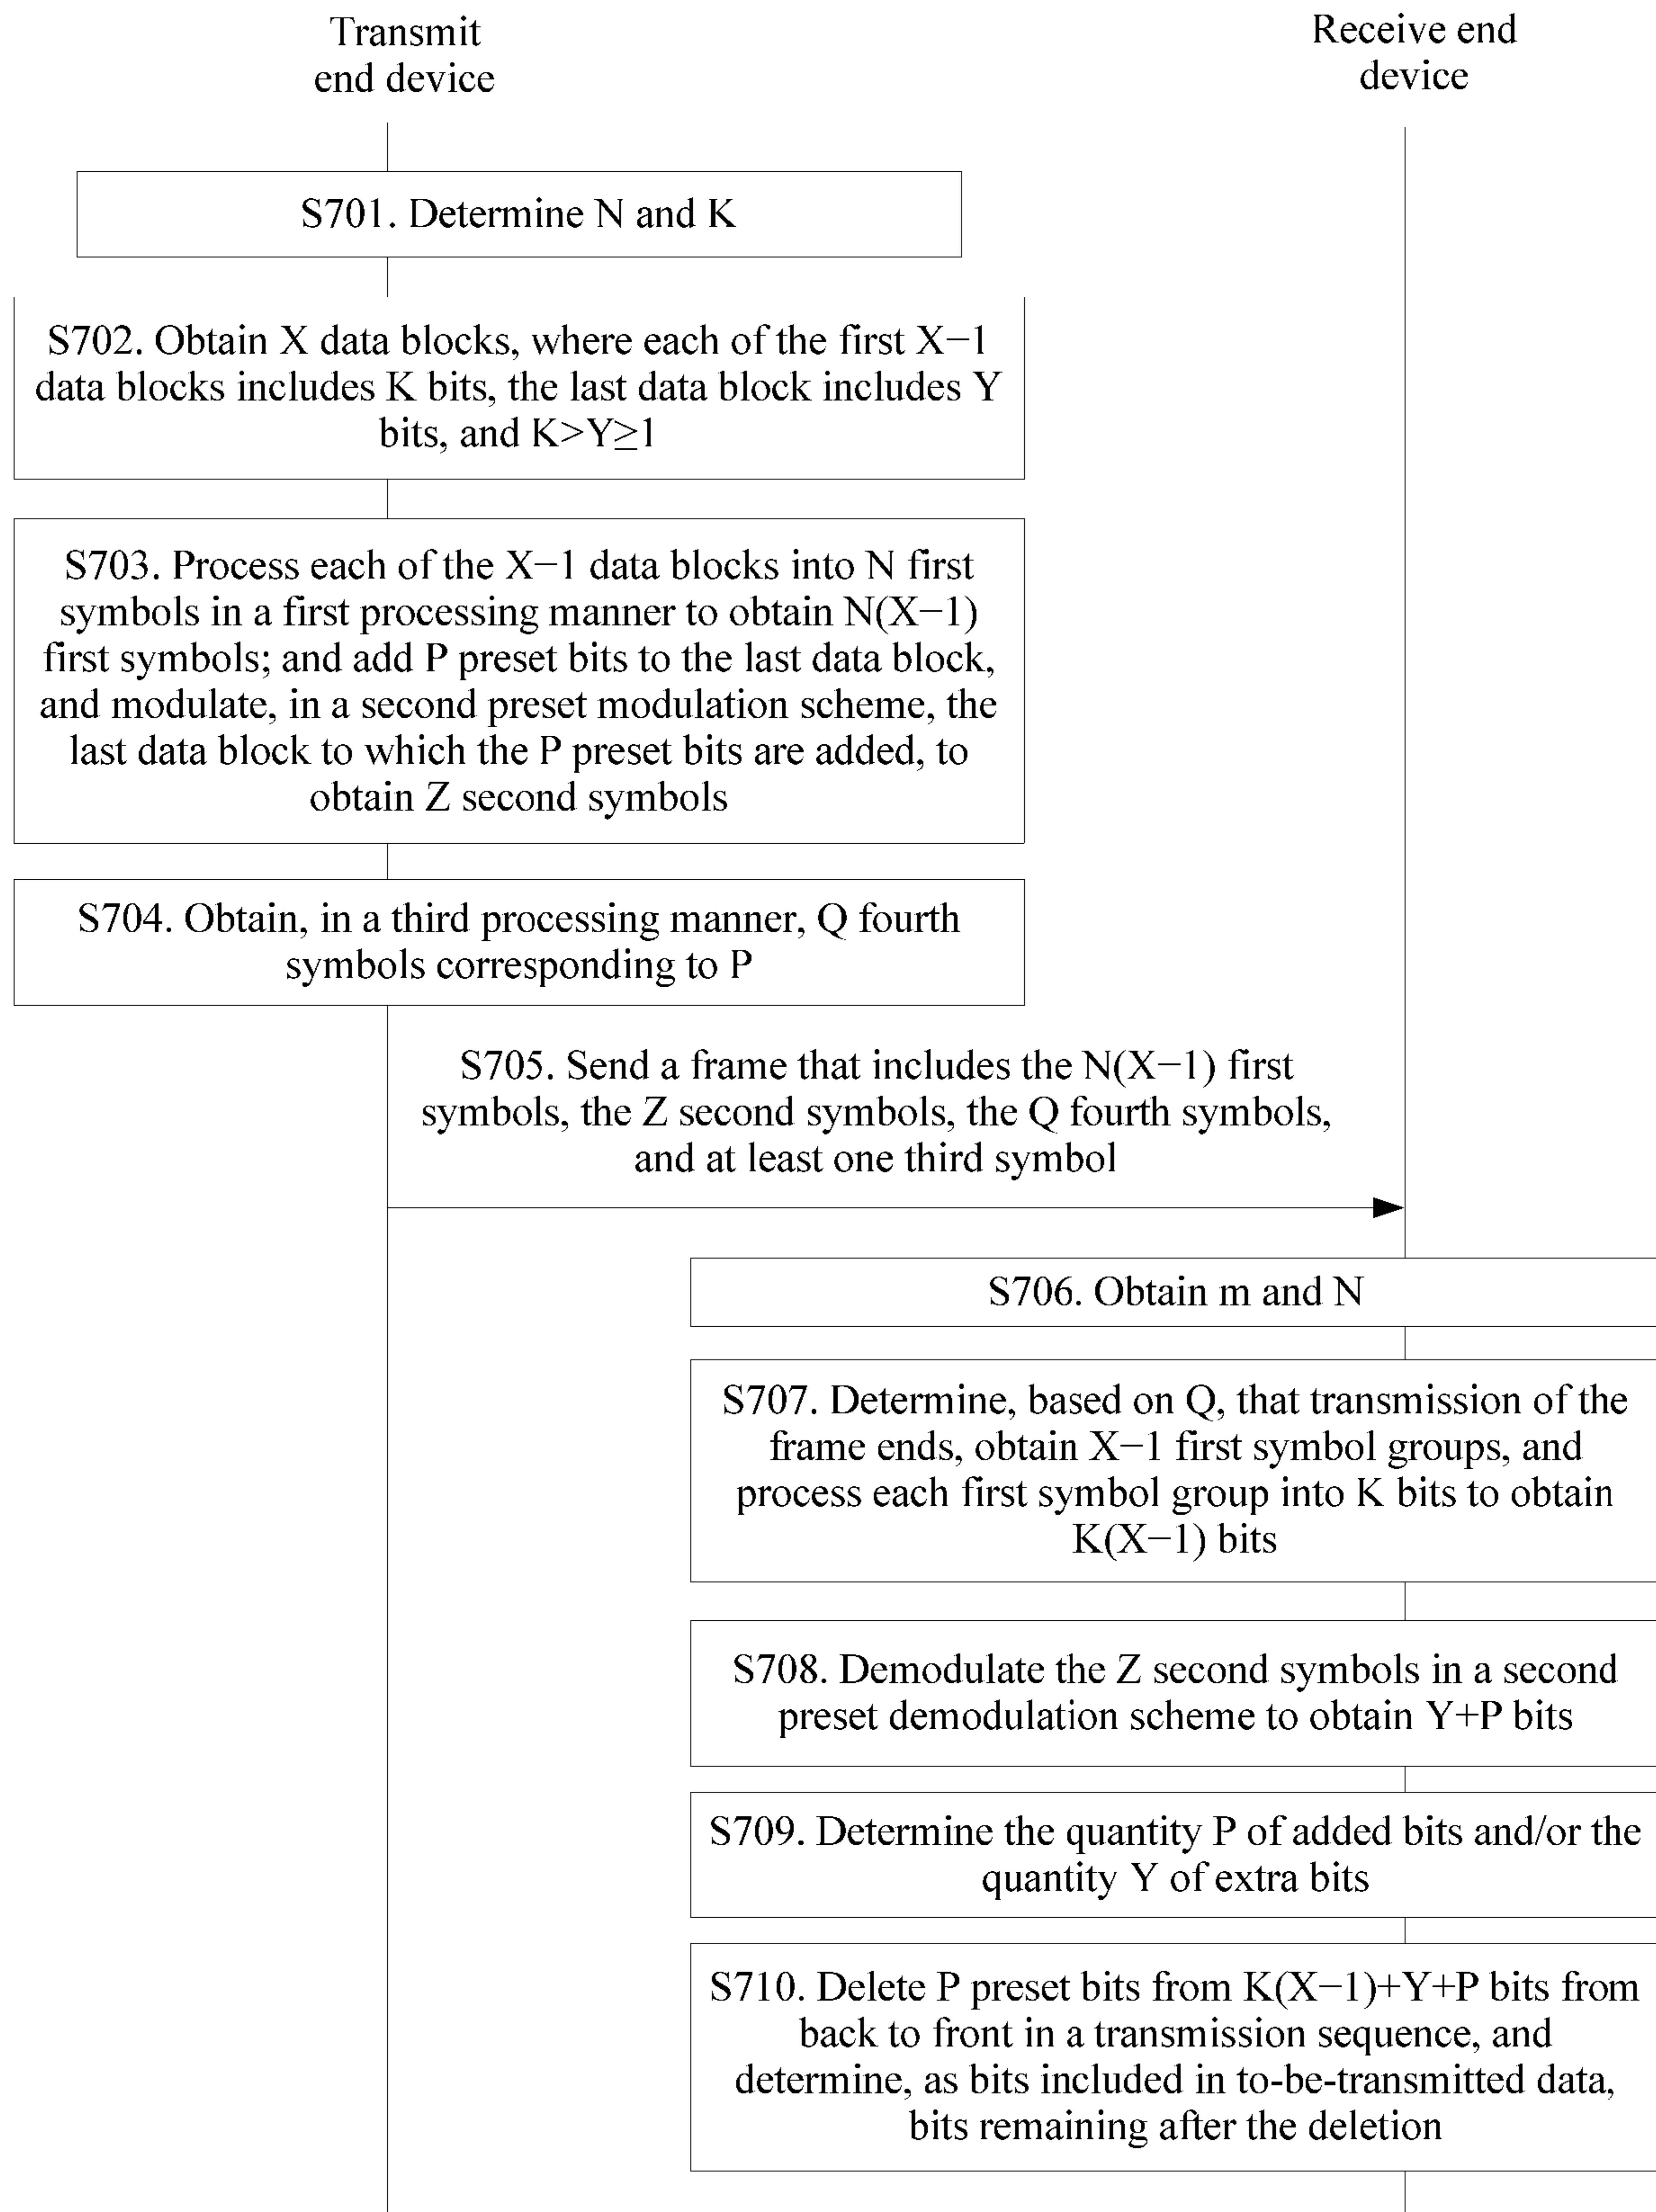 Transmit
end device
Receive end
device
S701. Determine N and K
S702. Obtain X data blocks, where each of the first X−1
data blocks includes K bits, the last data block includes Y
bits, and K>Y≥1
S703. Process each of the X−1 data blocks into N first
symbols in a first processing manner to obtain N(X−1)
first symbols; and add P preset bits to the last data block,
and modulate, in a second preset modulation scheme, the
last data block to which the P preset bits are added, to
obtain Z second symbols
S704. Obtain, in a third processing manner, Q fourth
symbols corresponding to P
S705. Send a frame that includes the N(X−1) first
symbols, the Z second symbols, the Q fourth symbols,
and at least one third symbol
S706. Obtain m and N
S707. Determine, based on Q, that transmission of the
frame ends, obtain X−1 first symbol groups, and
process each first symbol group into K bits to obtain
K(X−1) bits
S708. Demodulate the Z second symbols in a second
preset demodulation scheme to obtain Y+P bits
S709. Determine the quantity P of added bits and/or the
quantity Y of extra bits
S710. Delete P preset bits from K(X−1)+Y+P bits from
back to front in a transmission sequence, and
determine, as bits included in to-be-transmitted data,
bits remaining after the deletion